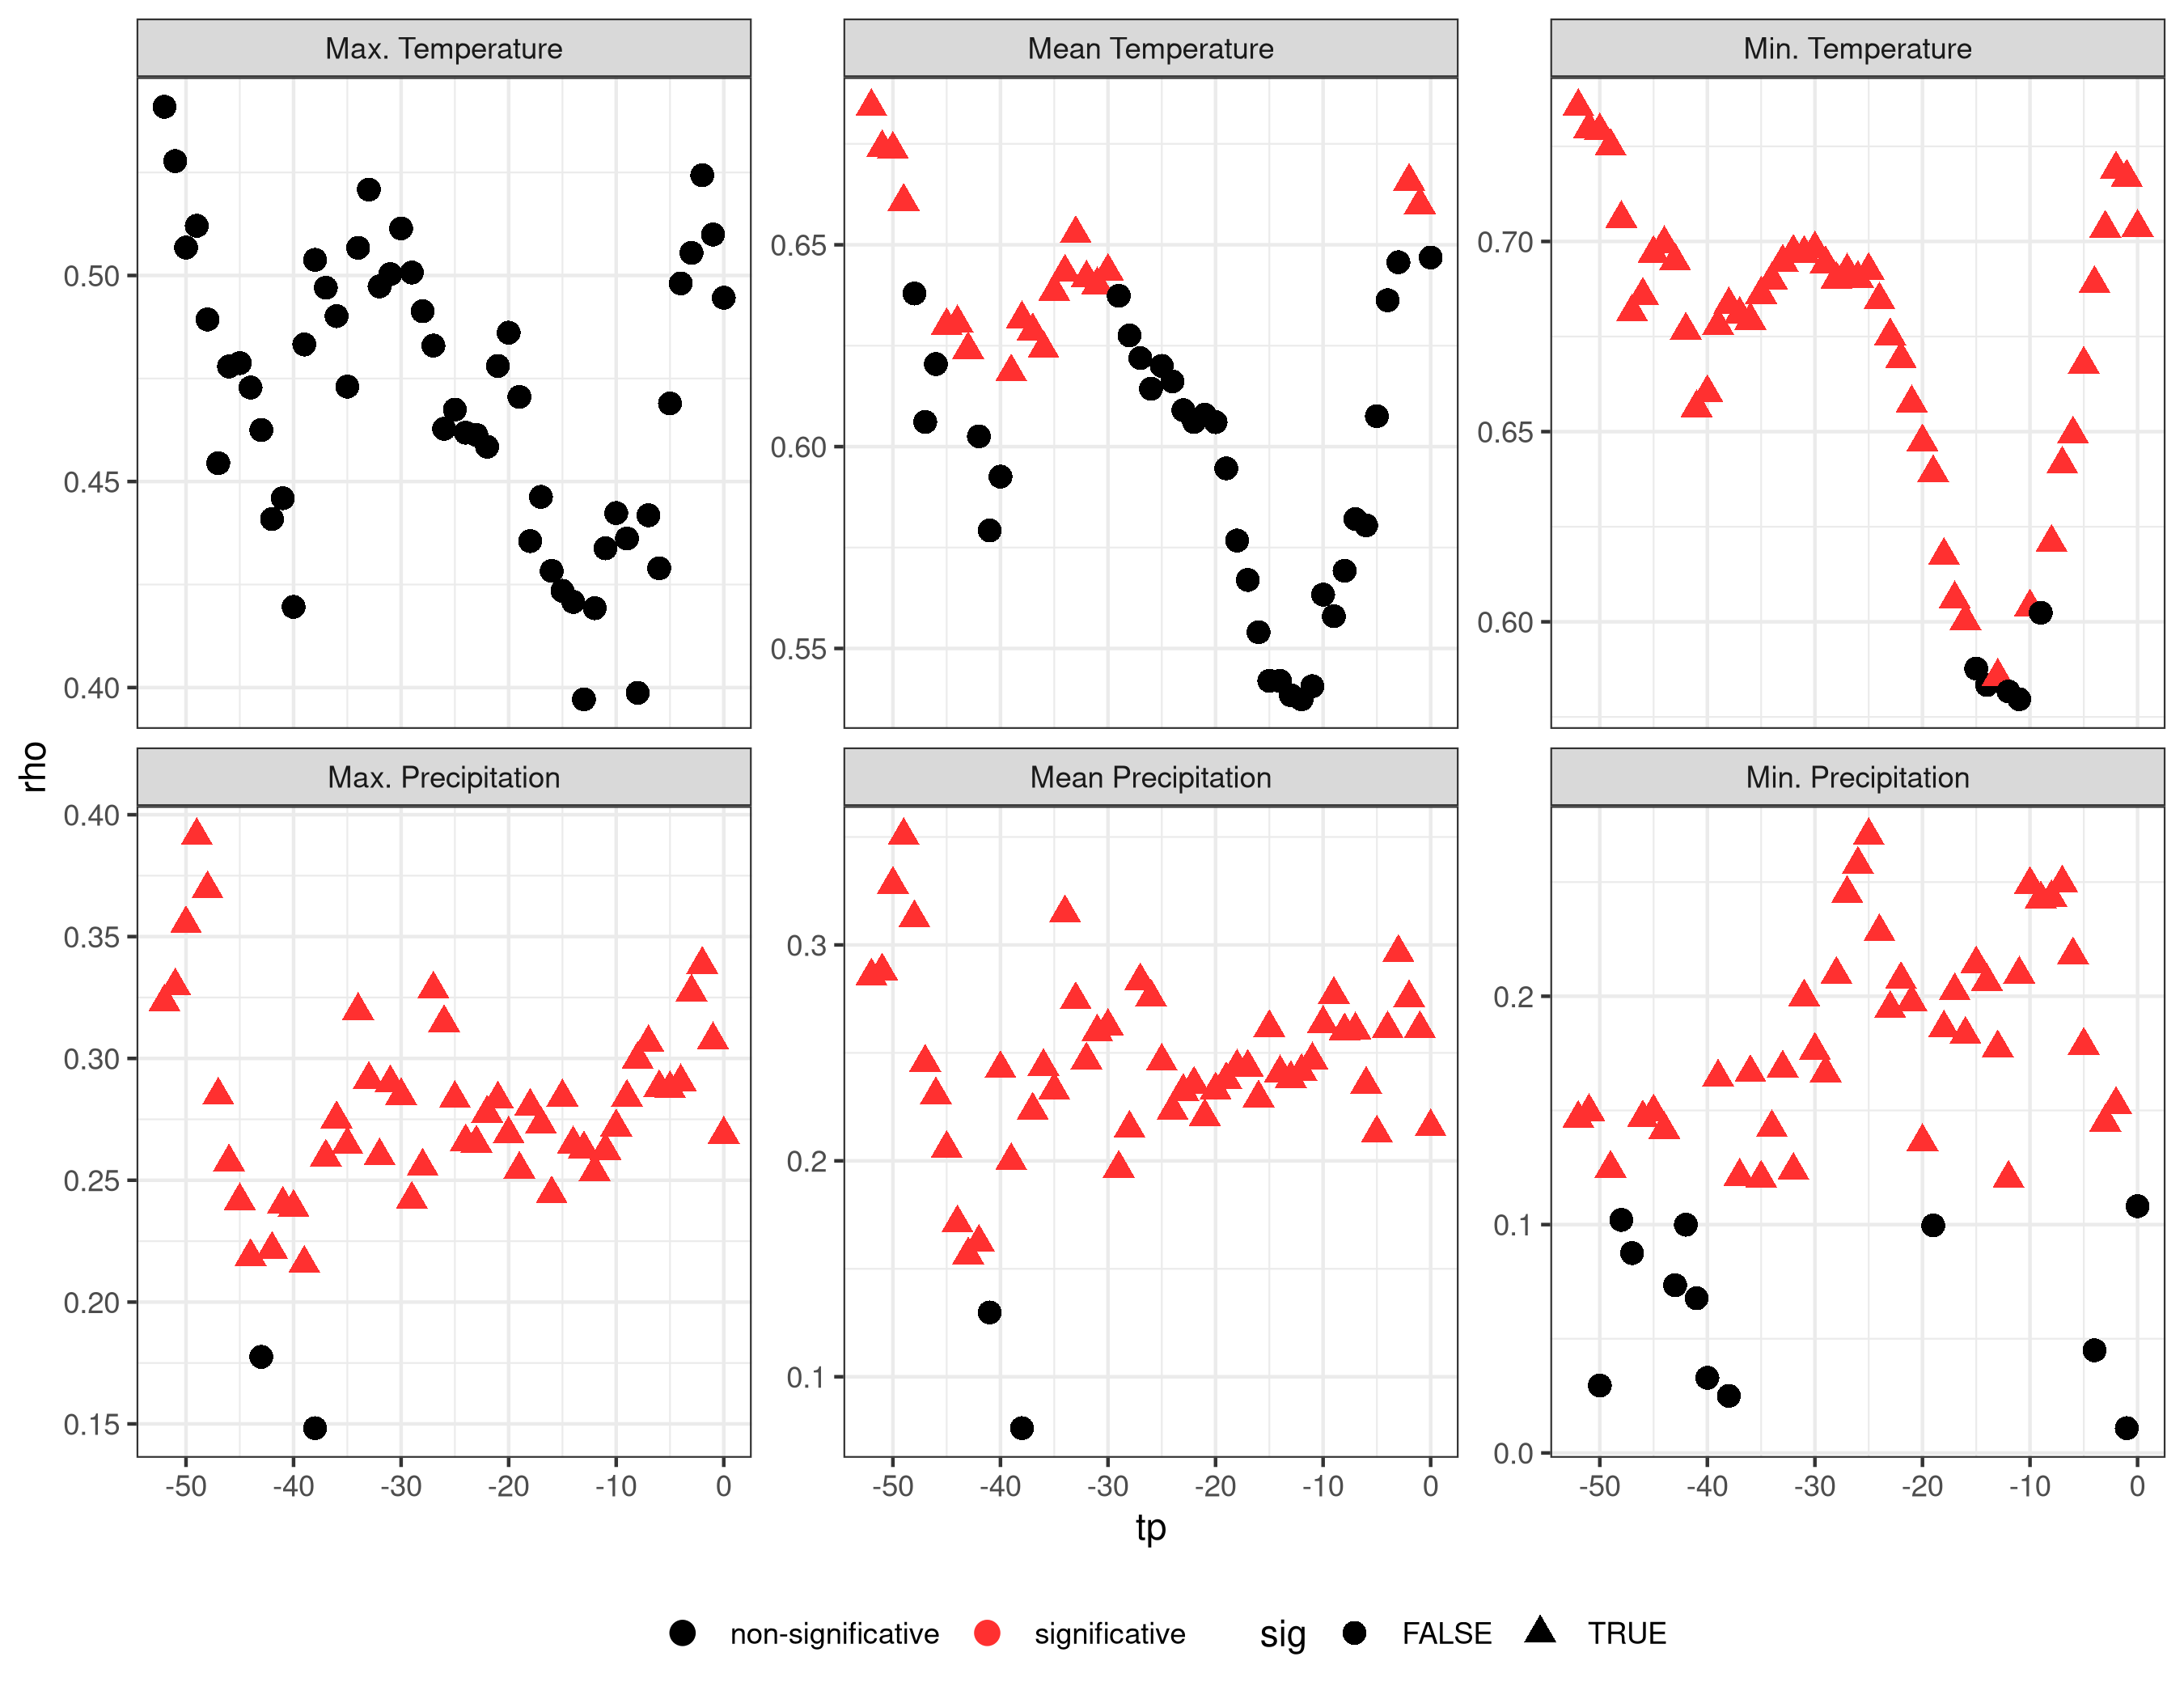 Max. Temperature
Mean Temperature
Min. Temperature
0.50
0.45
0.40
0.65
0.60
0.55
0.70
0.65
0.60
rho
Max. Precipitation
Mean Precipitation
Min. Precipitation
0.40
0.35
0.30
0.25
0.20
0.15
0.3
0.2
0.1
0.2
0.1
0.0
-50 -40 -30 -20 -10 0
-50 -40 -30 -20 -10 0
-50 -40 -30 -20 -10 0
tp
non-significative significative sig FALSE TRUE